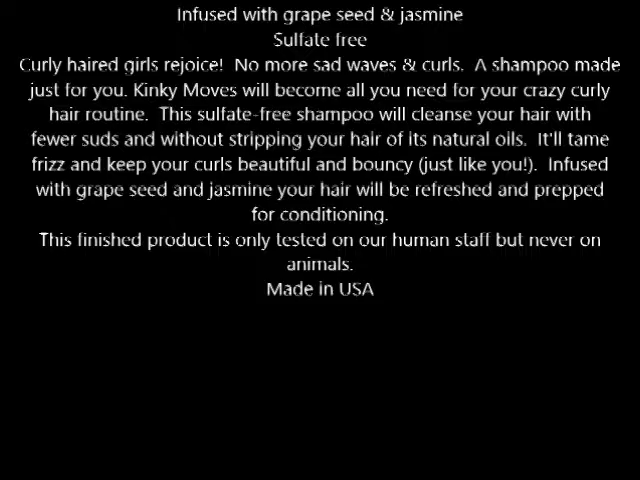 Infused with grape seed & jasmine
Sulfate free
Curly haired girls rejoice!  No more sad waves & curls.  A shampoo made
just for you. Kinky Moves will become all you need for your crazy curly
hair routine.  This sulfate-free shampoo will cleanse your hair with
fewer suds and without stripping your hair of its natural oils.  It'll tame
frizz and keep your curls beautiful and bouncy (just like you!).  Infused
with grape seed and jasmine your hair will be refreshed and prepped
for conditioning.
This finished product is only tested on our human staff but never on
animals.
Made in USA